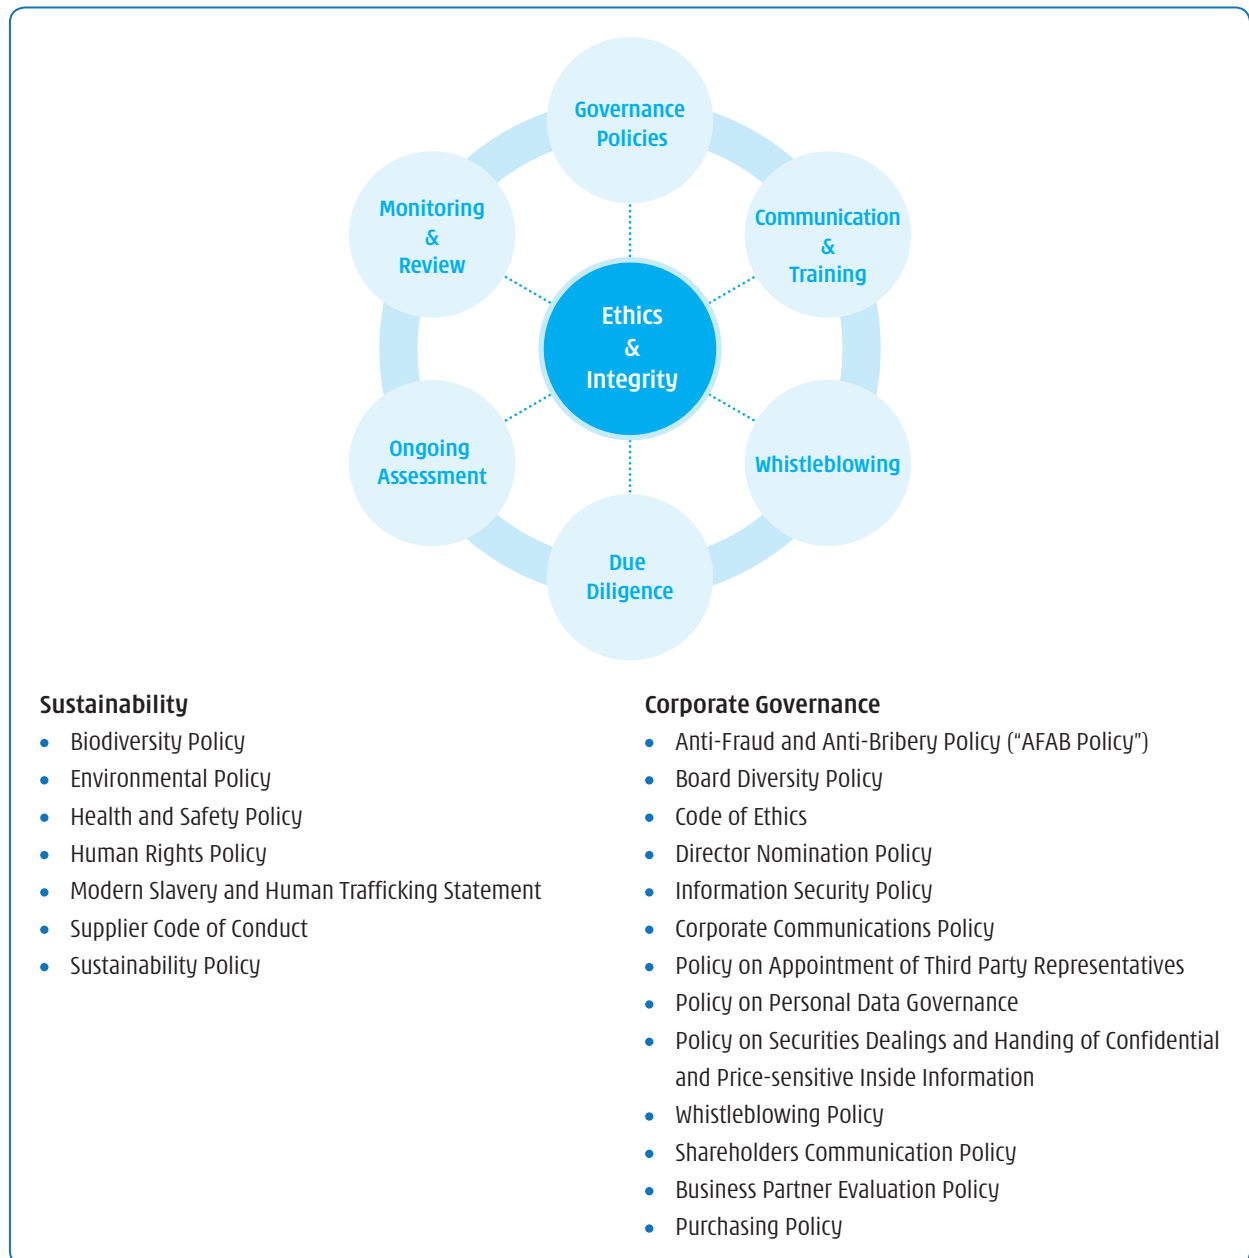 Governance
Policies
Communication
&
Training
Whistleblowing
Due
Diligence
Ongoing
Assessment
Monitoring
&
Review
Ethics
&
Integrity
Sustainability
• Biodiversity Policy
• Environmental Policy
• Health and Safety Policy
• Human Rights Policy
• Modern Slavery and Human Trafficking Statement
• Supplier Code of Conduct
• Sustainability Policy
Corporate Governance
• Anti-Fraud and Anti-Bribery Policy (“AFAB Policy”)
• Board Diversity Policy
• Code of Ethics
• Director Nomination Policy
• Information Security Policy
• Corporate Communications Policy
• Policy on Appointment of Third Party Representatives
• Policy on Personal Data Governance
• Policy on Securities Dealings and Handing of Confidential
and Price-sensitive Inside Information
• Whistleblowing Policy
• Shareholders Communication Policy
• Business Partner Evaluation Policy
• Purchasing Policy